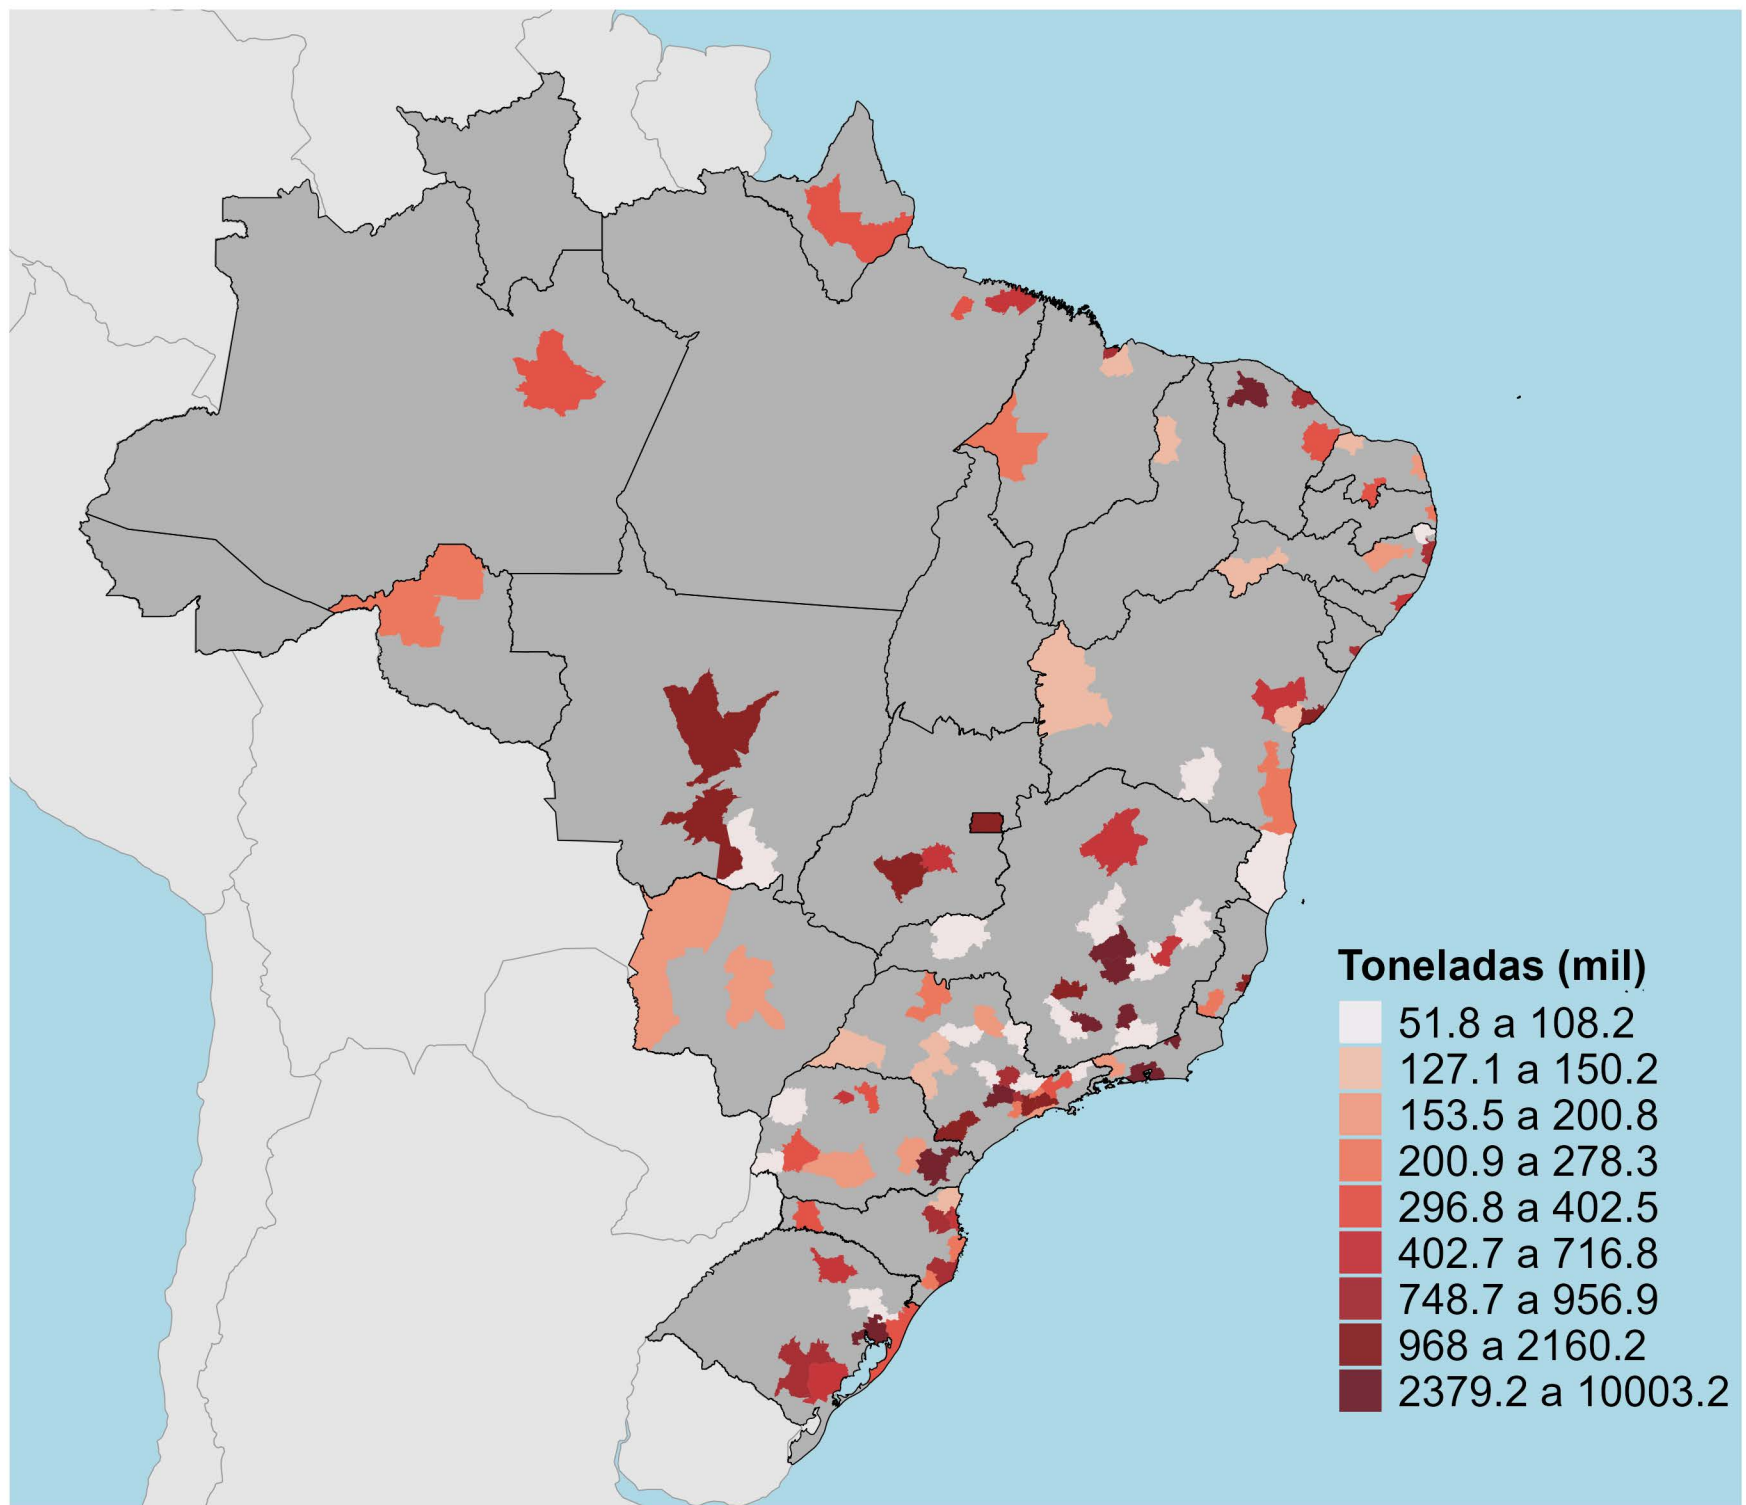 Toneladas (mil)
51.8 a 108.2
127.1 a 150.2
153.5 a 200.8
200.9 a 278.3
296.8 a 402.5
402.7 a 716.8
748.7 a 956.9
968 a 2160.2
2379.2 a 10003.2